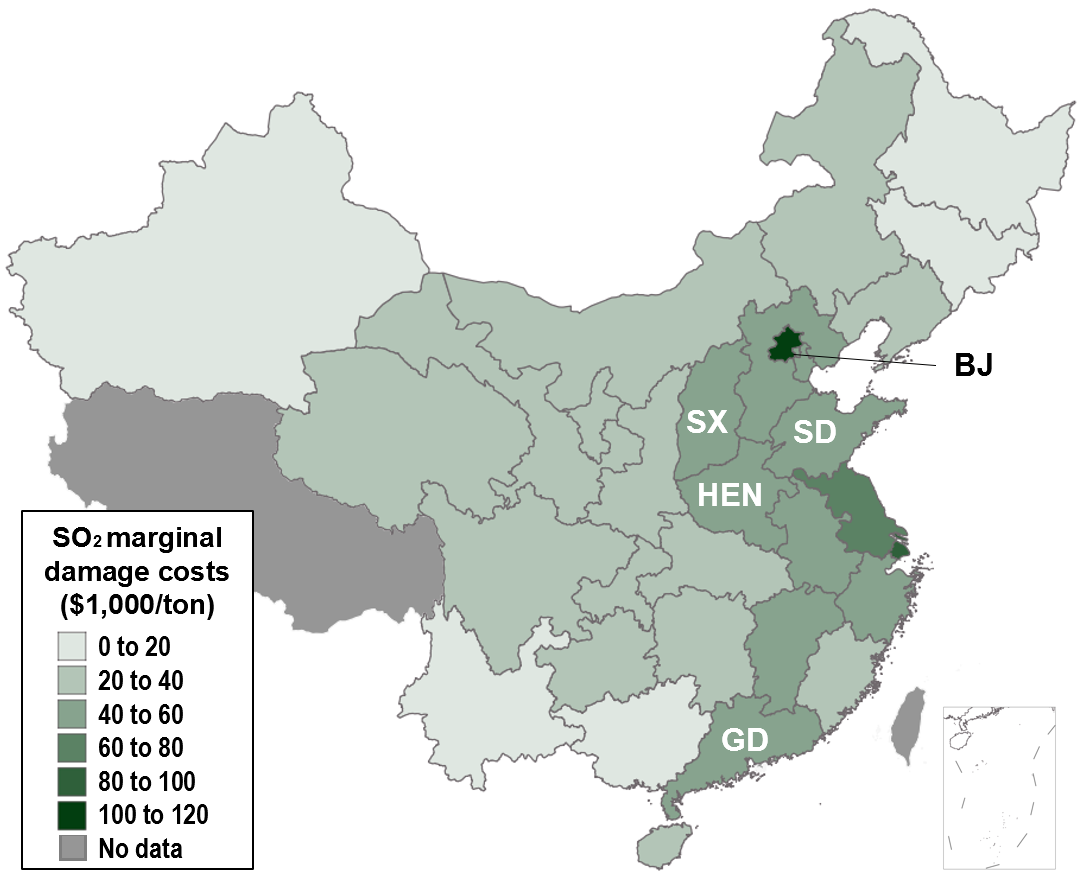 BJ
SX
SD
HEN
GD
SO₂ marginal
damage costs
($1,000/ton)
0 to 20
20 to 40
40 to 60
60 to 80
80 to 100
100 to 120
No data